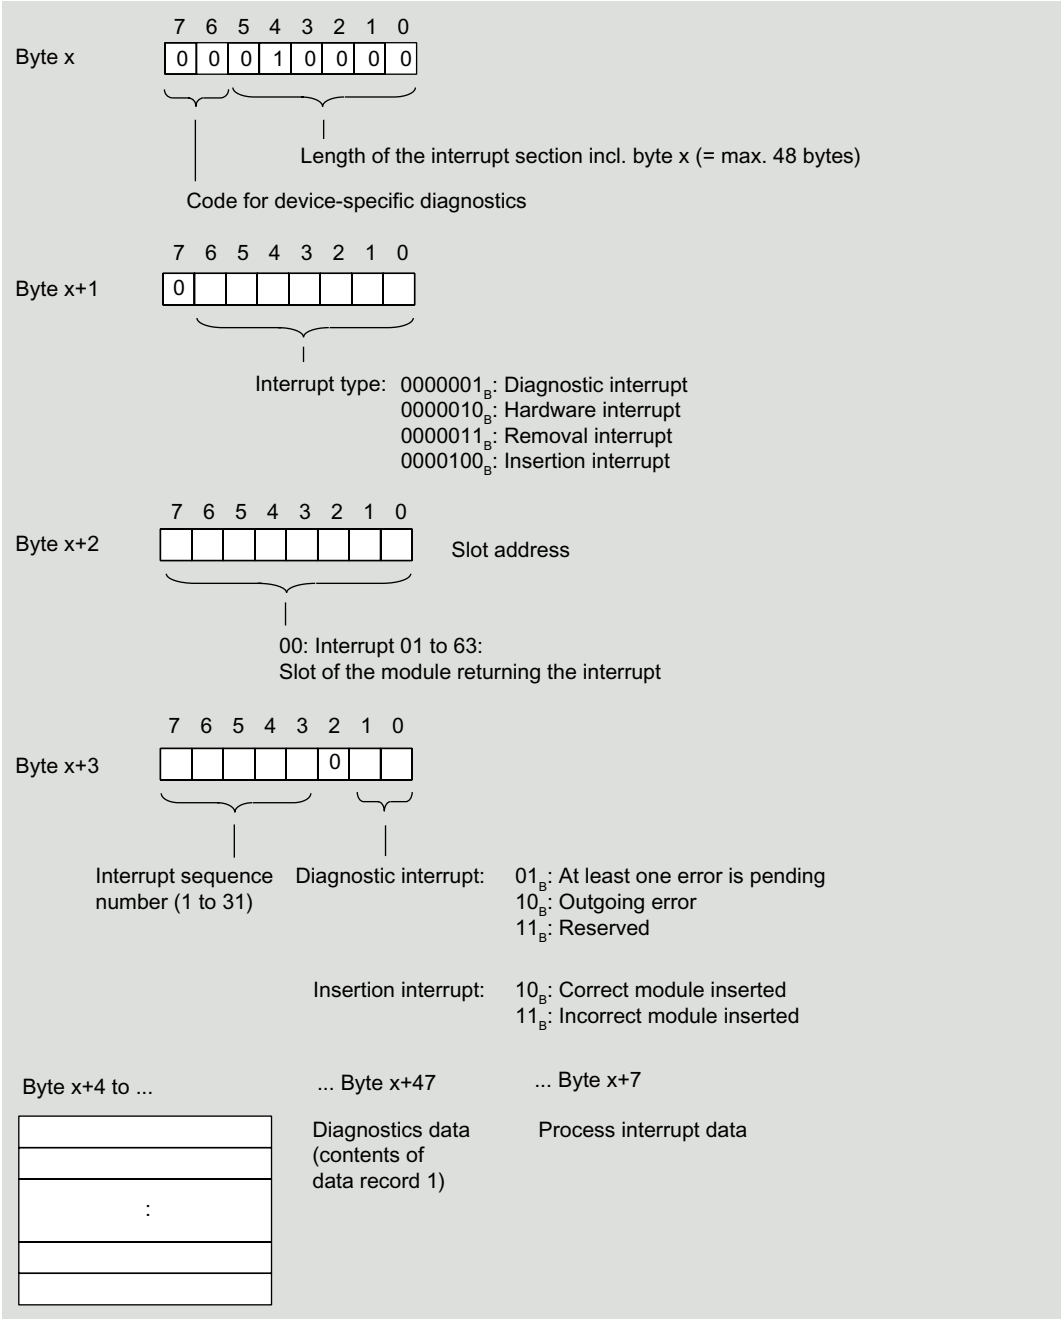 7 6 5 4 3 2 1 0
Byte x
0 0 0 1 0 0 0 0
Length of the interrupt section incl. byte x (= max. 48 bytes)
Code for device-specific diagnostics
7 6 5 4 3 2 1 0
Byte x+1
0
Interrupt type: 0000001B: Diagnostic interrupt
0000010B: Hardware interrupt
0000011B: Removal interrupt
0000100B: Insertion interrupt
7 6 5 4 3 2 1 0
Byte x+2
Slot address
00: Interrupt 01 to 63:
Slot of the module returning the interrupt
7 6 5 4 3 2 1 0
Byte x+3
0
Interrupt sequence
number (1 to 31)
Diagnostic interrupt: 01B: At least one error is pending
10B: Outgoing error
11B: Reserved
Insertion interrupt: 10B: Correct module inserted
11B: Incorrect module inserted
Byte x+4 to ...
... Byte x+47
... Byte x+7
Diagnostics data
(contents of
data record 1)
Process interrupt data
: